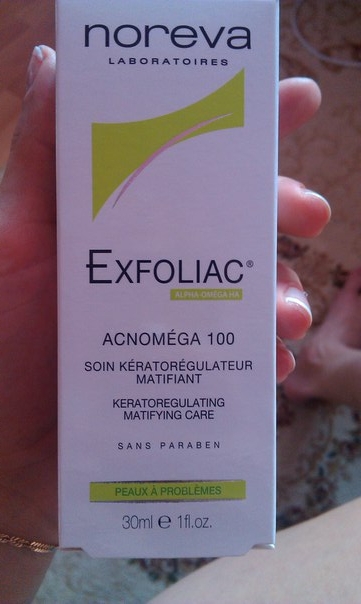 noreva
LABORATOIRES
EXFOLIAC®
ALPHA-OMÉGA HA
ACNOMÉGA 100
SOIN KÉRATORÉGULATEUR
MATIFIANT
KERATOREGULATING
MATIFYING CARE
SANS PARABEN
PEAUX À PROBLÈMES
30ml e 1fl.oz.